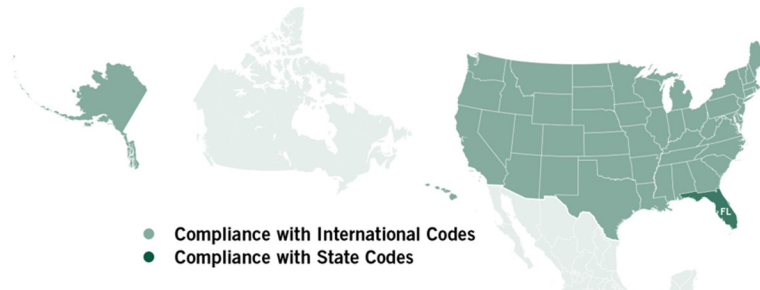 FL
Compliance with International Codes
Compliance with State Codes